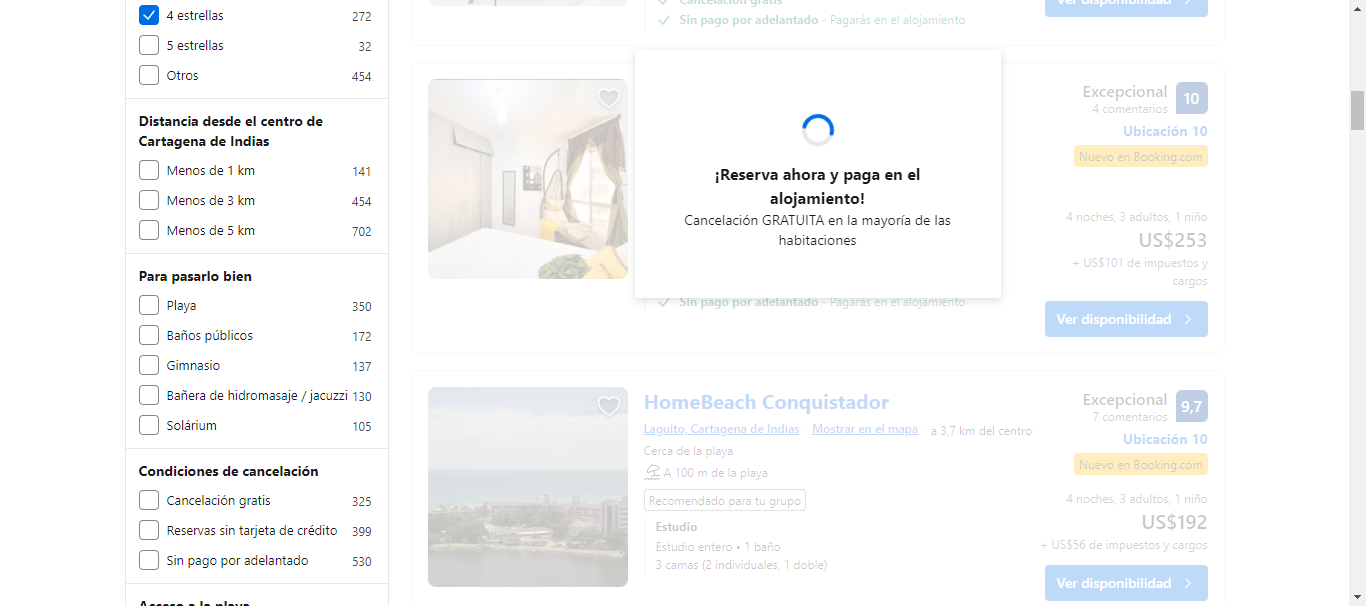 4 estrellas 272
5 estrellas 32
Otros 454
Distancia desde el centro de
Cartagena de Indias
Menos de 1 km 141
Menos de 3 km 454
Menos de 5 km 702
Para pasarlo bien
Playa 350
Baños públicos 172
Gimnasio 137
Bañera de hidromasaje / jacuzzi 130
Solárium 105
Condiciones de cancelación
Cancelación gratis 325
Reservas sin tarjeta de crédito 399
Sin pago por adelantado 530
Acceso a la playa
Cancelación gratis
Sin pago por adelantado - Pagarás en el alojamiento
Ver disponibilidad
¡Reserva ahora y paga en el
alojamiento!
Cancelación GRATUITA en la mayoría de las
habitaciones
Excepcional 10
4 comentarios
Ubicación 10
Nuevo en Booking.com
4 noches, 3 adultos, 1 niño
US$253
+ US$101 de impuestos y
cargos
Sin pago por adelantado - Pagarás en el alojamiento
Ver disponibilidad
HomeBeach Conquistador
Laguito, Cartagena de Indias Mostrar en el mapa a 3,7 km del centro
Cerca de la playa
A 100 m de la playa
Recomendado para tu grupo
Estudio
Estudio entero • 1 baño
3 camas (2 individuales, 1 doble)
Excepcional 9,7
7 comentarios
Ubicación 10
Nuevo en Booking.com
4 noches, 3 adultos, 1 niño
US$192
+ US$56 de impuestos y cargos
Ver disponibilidad